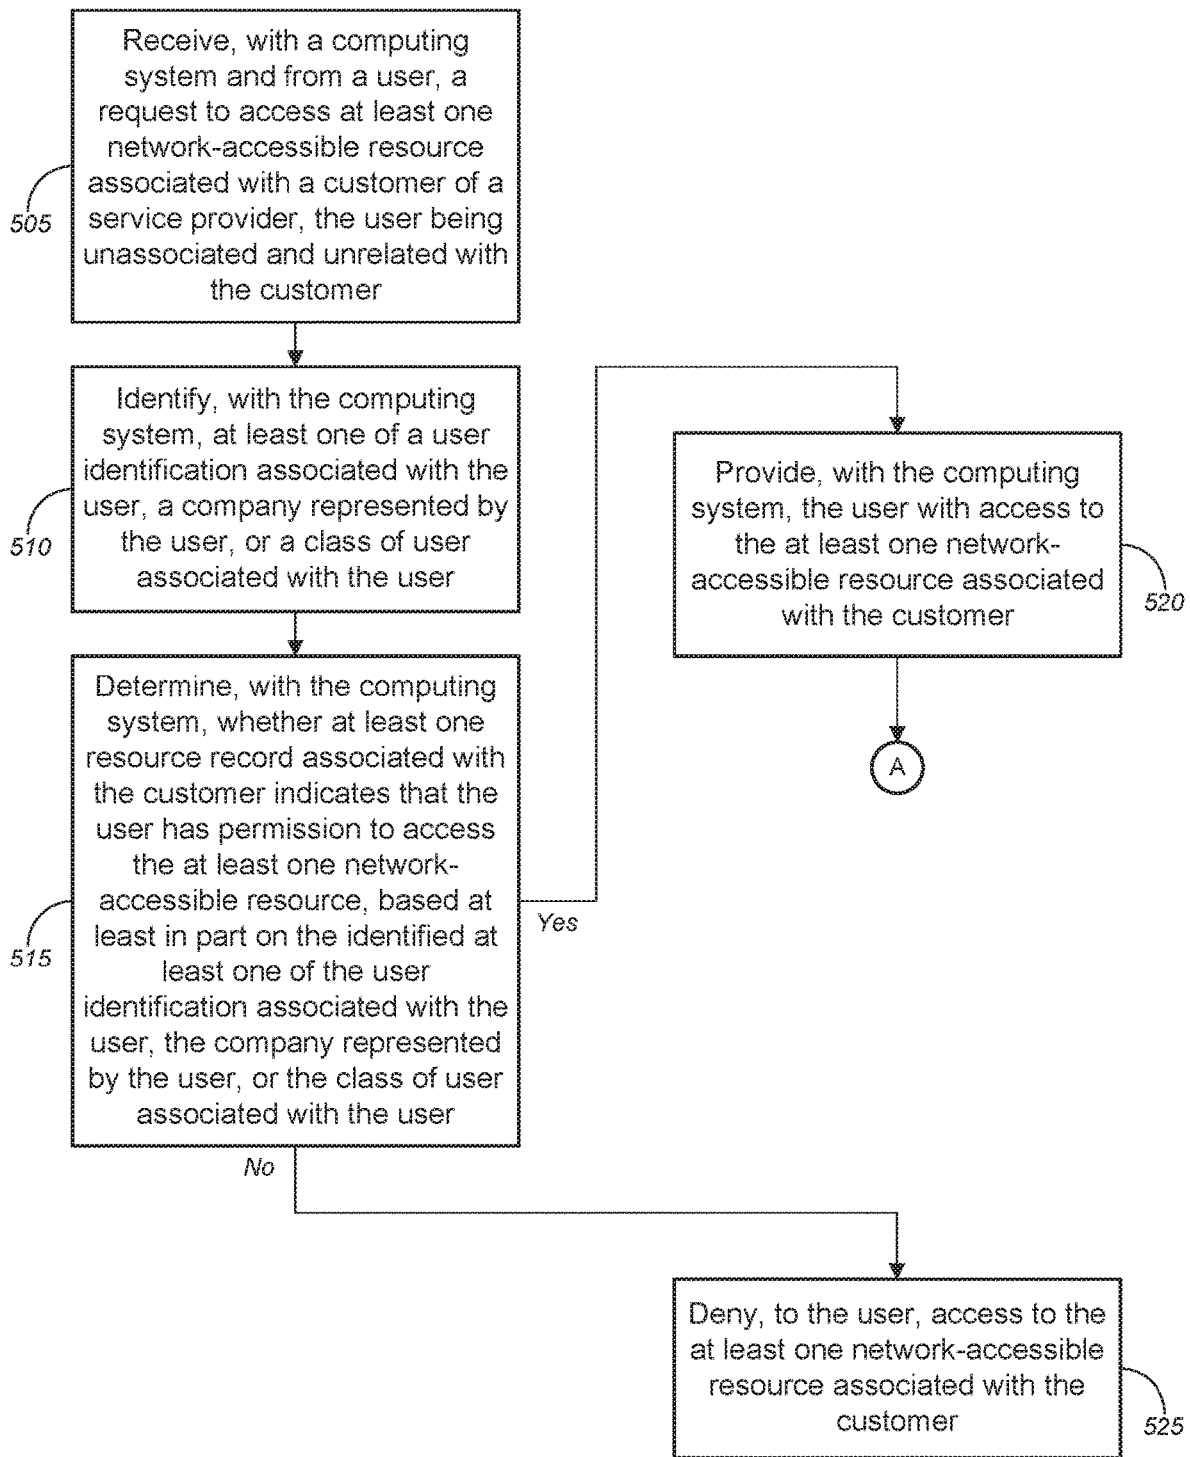 Receive, with a computing
system and from a user, a
request to access at least one
network-accessible resource
associated with a customer of a
service provider, the user being
unassociated and unrelated with
the customer
505
Identify, with the computing
system, at least one of a user
identification associated with the
user, a company represented by
the user, or a class of user
associated with the user
510
Determine, with the computing
system, whether at least one
resource record associated with
the customer indicates that the
user has permission to access
the at least one network-
accessible resource, based at
least in part on the identified at
least one of the user
identification associated with the
user, the company represented
by the user, or the class of user
associated with the user
515
Yes
No
Provide, with the computing
system, the user with access to
the at least one network-
accessible resource associated
with the customer
520
A
Deny, to the user, access to the
at least one network-accessible
resource associated with the
customer
525